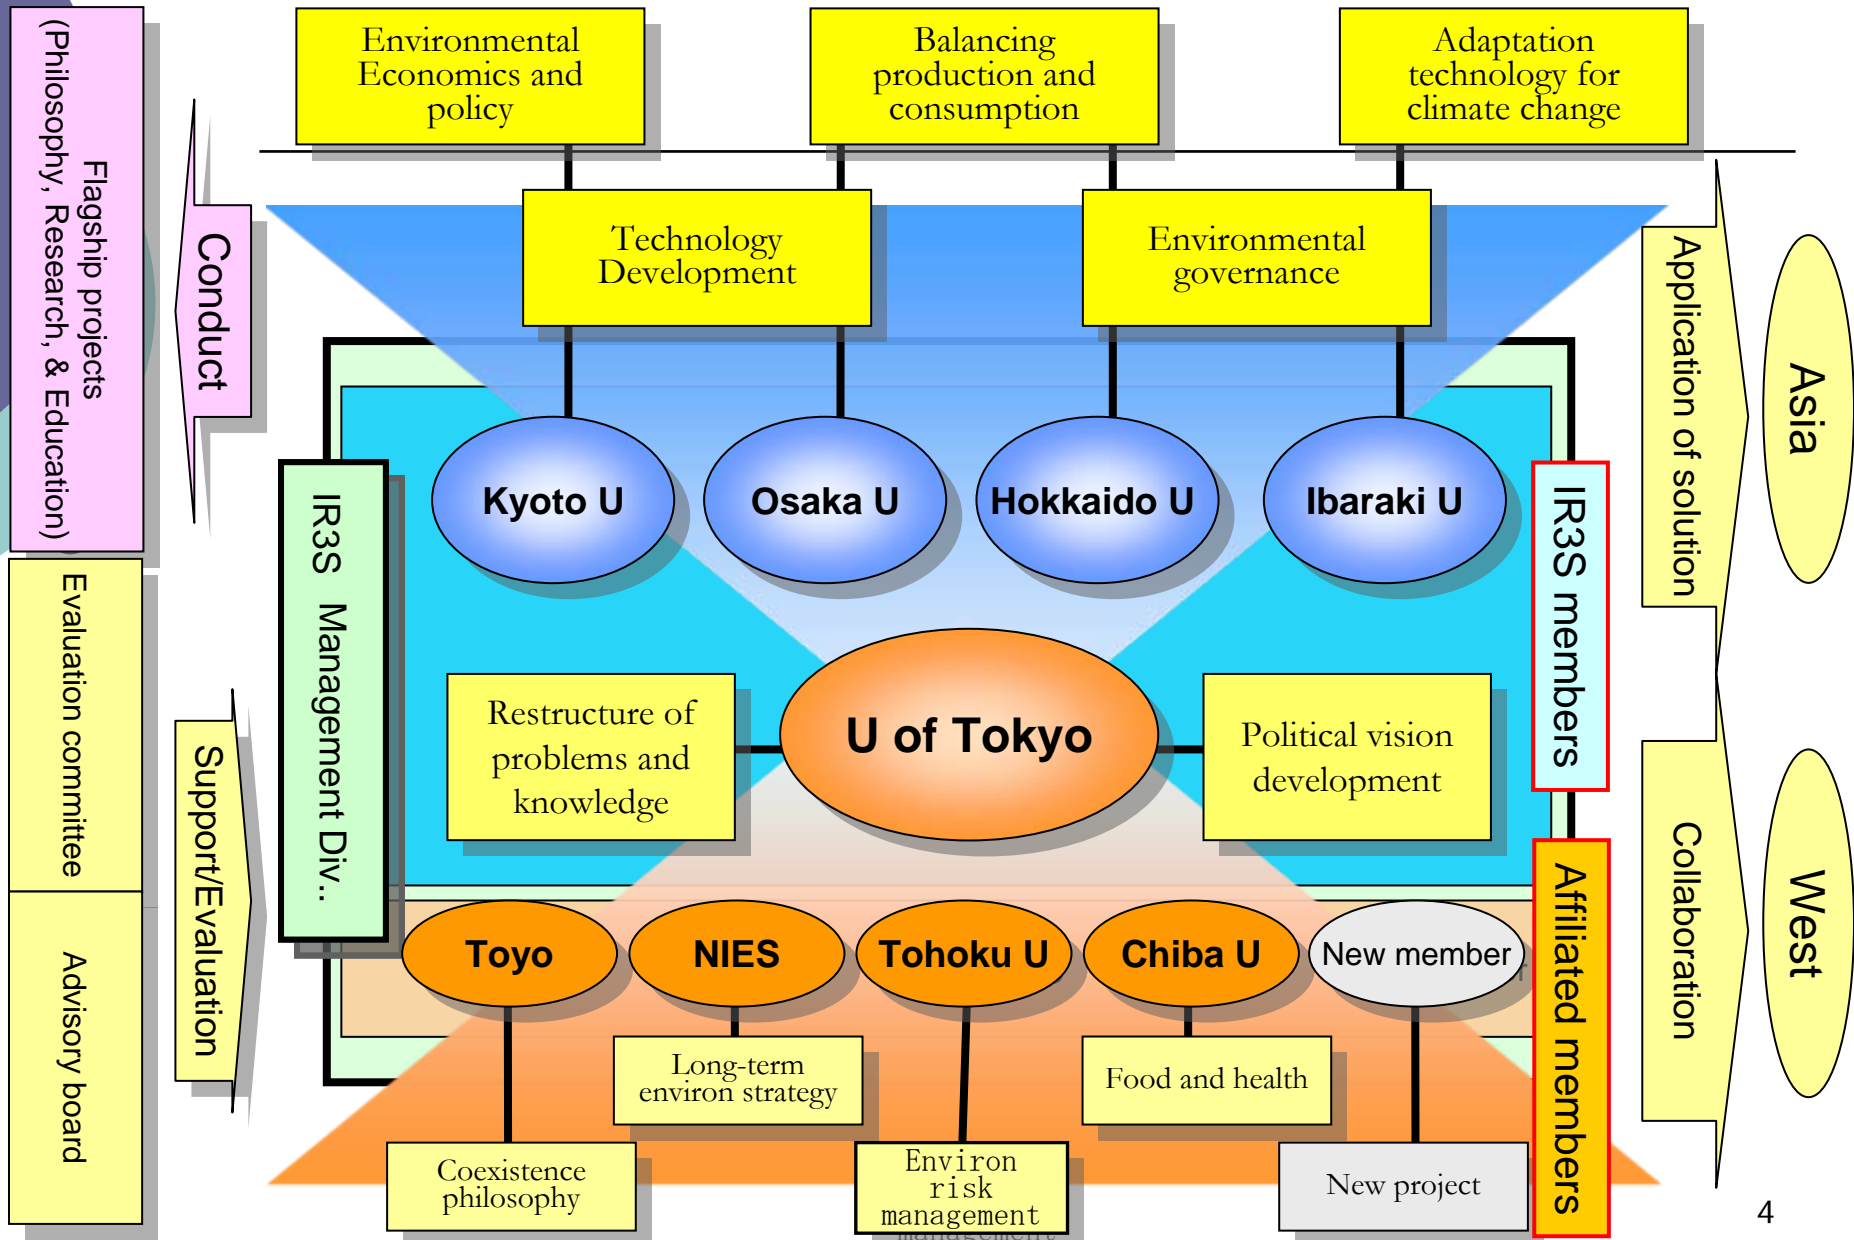 Flagship projects
(Philosophy, Research, & Education)
Evaluation committee
Advisory board
Conduct
Support/Evaluation
Environmental
Economics and
policy
Balancing
production and
consumption
Adaptation
technology for
climate change
Technology
Development
Environmental
governance
Kyoto U
Osaka U
Hokkaido U
Ibaraki U
IR3S Management Div..
IR3S members
Restructure of
problems and
knowledge
U of Tokyo
Political vision
development
Affiliated members
Toyo
NIES
Tohoku U
Chiba U
New member
Long-term
environ strategy
Food and health
Coexistence
philosophy
Environ
risk
management
New project
Application of solution
Collaboration
Asia
West
4